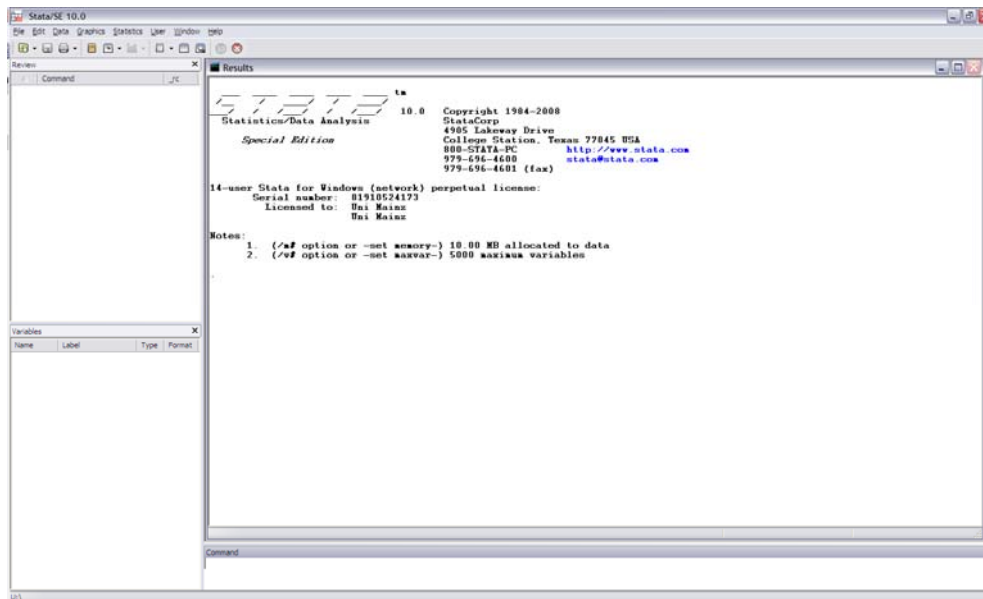 Stata/SE 10.0
File Edit Data Graphics Statistics User Window Help
Review
Command _rc
Results
STATA tm
10.0 Copyright 1984-2008
Statistics/Data Analysis StataCorp
4905 Lakeway Drive
Special Edition College Station, Texas 77845 USA
800-STATA-PC http://www.stata.com
979-696-4600 stata@stata.com
979-696-4601 (fax)
14-user Stata for Windows (network) perpetual license:
Serial number: 81910524173
Licensed to: Uni Mainz
Uni Mainz
Notes:
1. (/m# option or -set memory-) 10.00 MB allocated to data
2. (/v# option or -set maxvar-) 5000 maximum variables
.
Variables
Name Label Type Format
Command